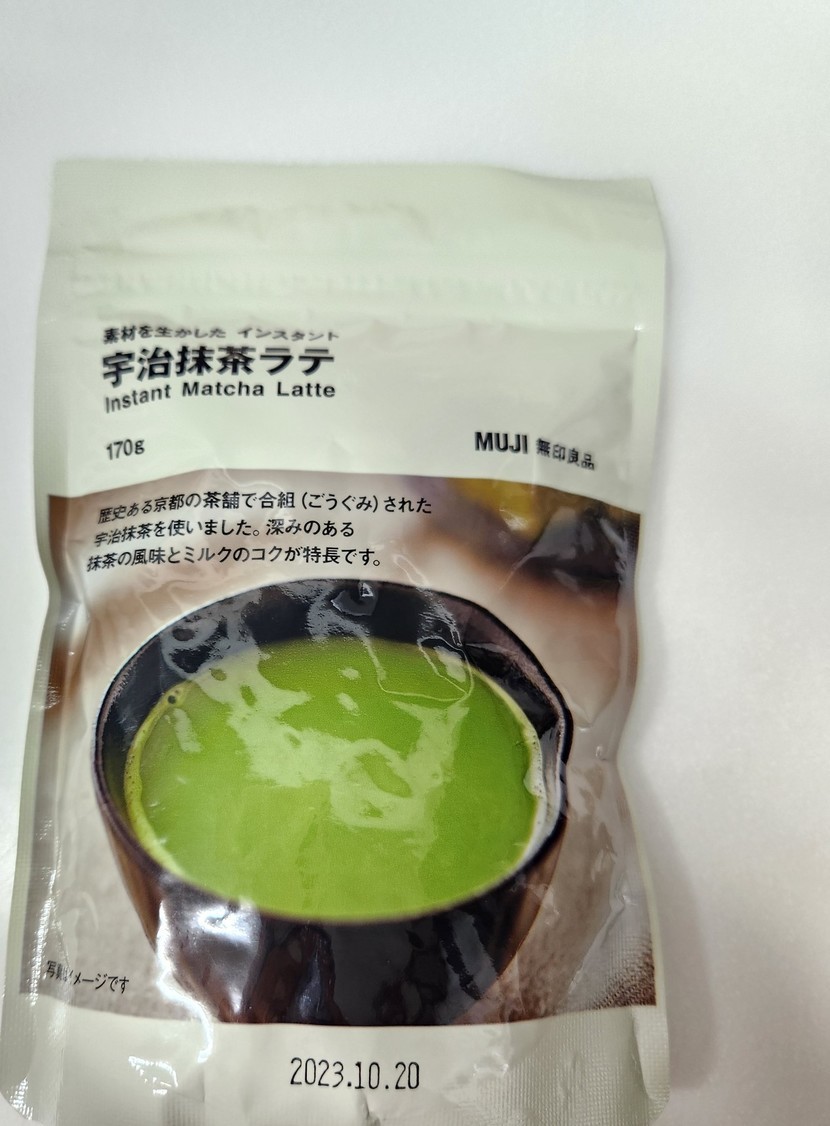 素材を生かした インスタント
宇治抹茶ラテ
Instant Matcha Latte
170g
MUJI 無印良品
歴史ある京都の茶舗で合組（ごうぐみ）された
宇治抹茶を使いました。深みのある
抹茶の風味とミルクのコクが特長です。
写真はイメージです
2023.10.20